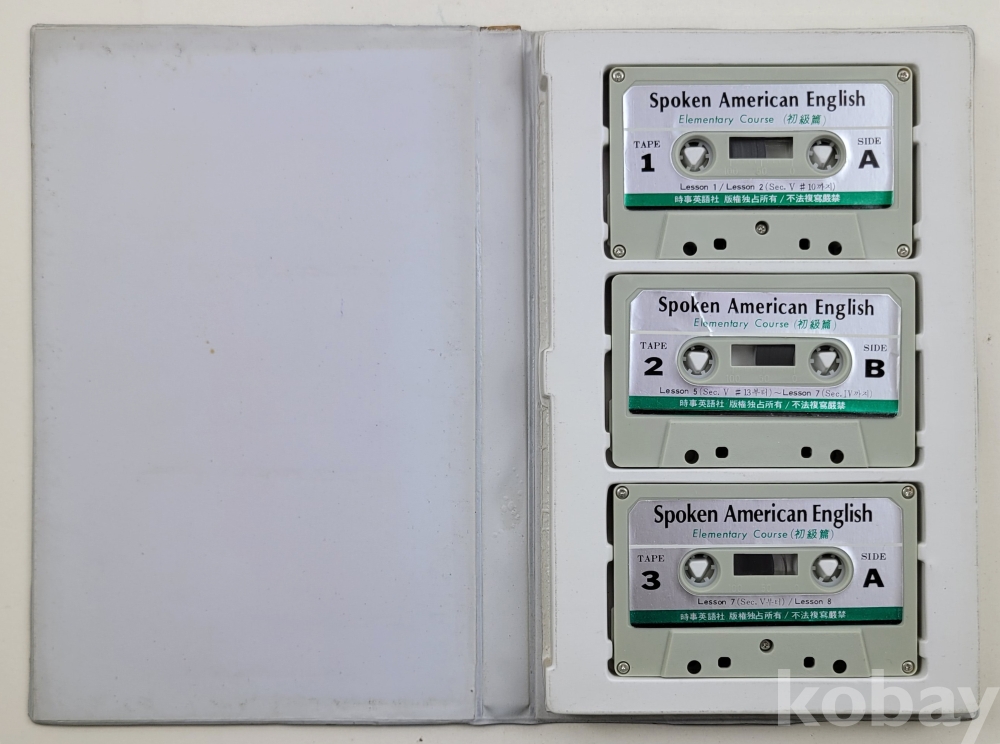 Spoken American English
Elementary Course (初級篇)
TAPE 1
SIDE A
Lesson 1 / Lesson 2 (Sec. V #10까지)
時事英語社 版權独占所有/不法複寫嚴禁
Spoken American English
Elementary Course (初級篇)
TAPE 2
SIDE B
Lesson 5 (Sec. V #13부터)~Lesson 7 (Sec. IV까지)
時事英語社 版權独占所有/不法複寫嚴禁
Spoken American English
Elementary Course (初級篇)
TAPE 3
SIDE A
Lesson 7 (Sec. V부터) / Lesson 8
時事英語社 版權独占所有/不法複寫嚴禁
kobay